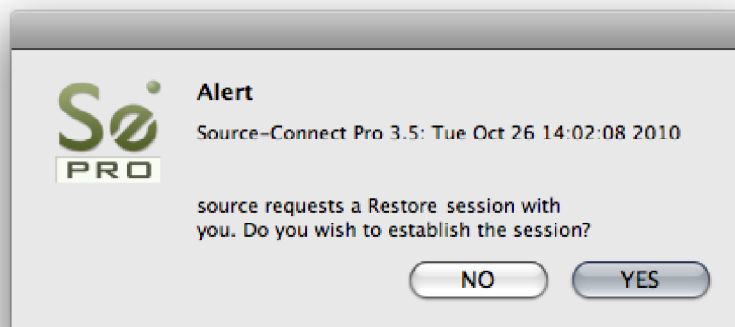 Sø
PRO
Alert
Source-Connect Pro 3.5: Tue Oct 26 14:02:08 2010
source requests a Restore session with
you. Do you wish to establish the session?
NO
YES